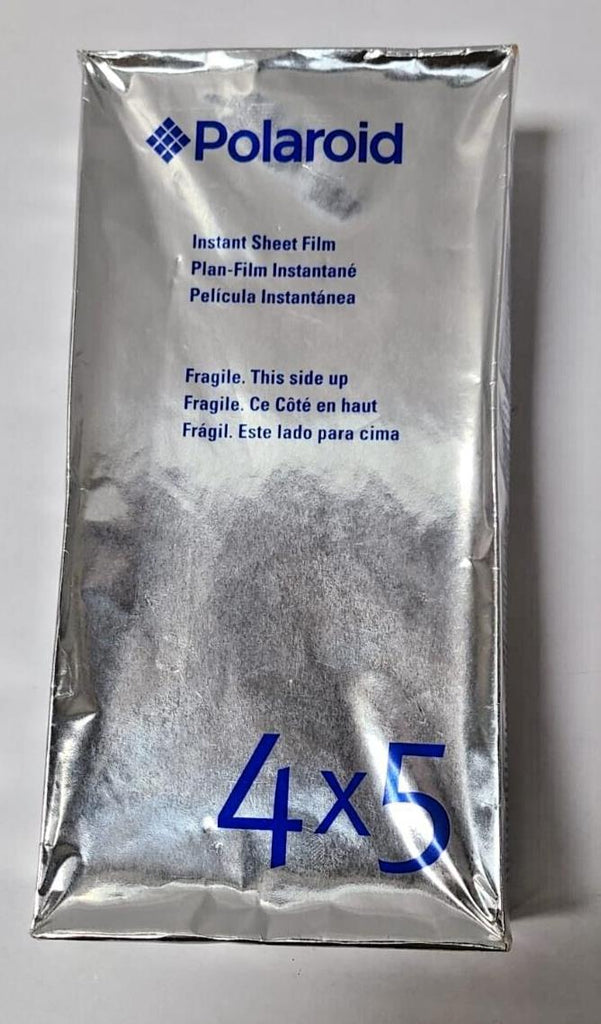 Polaroid
Instant Sheet Film
Plan-Film Instantané
Película Instantánea
Fragile. This side up
Fragile. Ce Côté en haut
Frágil. Este lado para cima
4x5